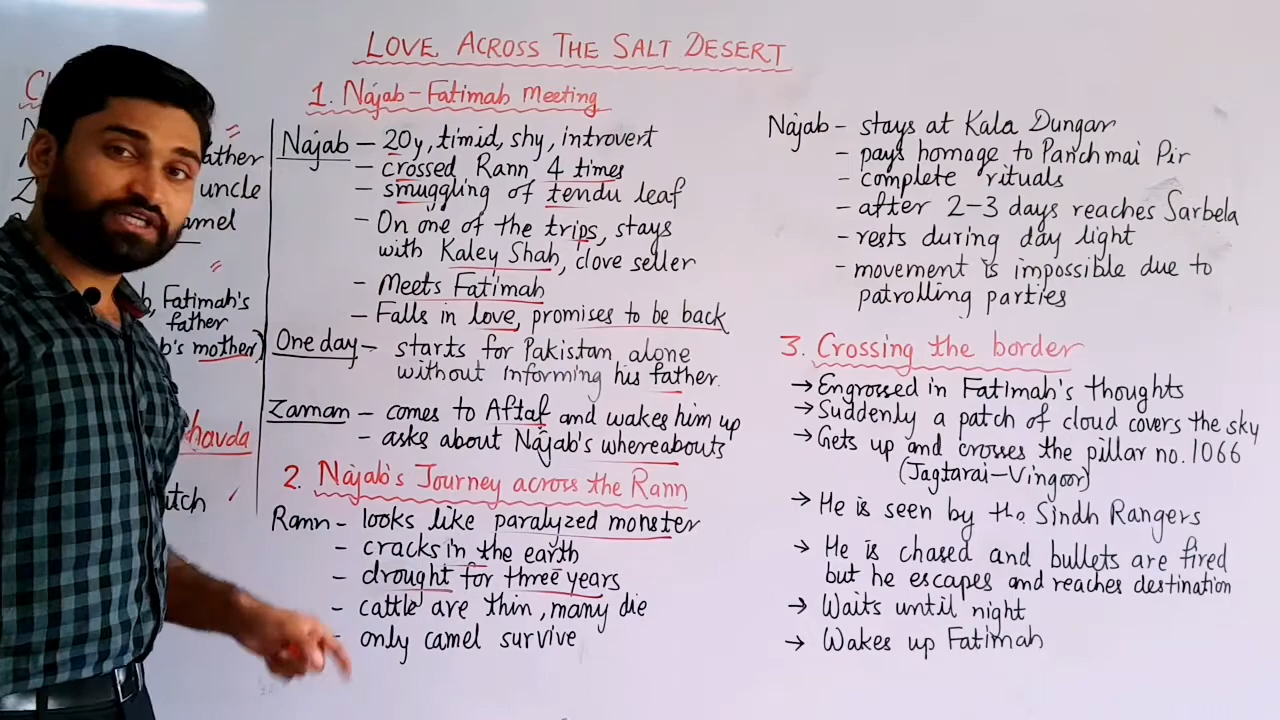 LOVE ACROSS THE SALT DESERT
1. Najab-Fatimah Meeting
Najab - 20y, timid, shy, introvert
- crossed Rann 4 times
- smuggling of tendu leaf
- On one of the trips, stays
with Kaley Shah, clove seller
- Meets Fatimah
- Falls in love, promises to be back
One day - starts for Pakistan, alone
without informing his father.
Zaman - comes to Aftaf and wakes him up
- asks about Najab's whereabouts
2. Najab's Journey across the Rann
Rann - looks like paralyzed monster
- cracks in the earth
- drought for three years
- cattle are thin, many die
- only camel survive
Najab - stays at Kala Dungar
- pays homage to Panchmai Pir
- complete rituals
- after 2-3 days reaches Sarbela
- rests during day light
- movement is impossible due to
patrolling parties
3. Crossing the border
→ Engrossed in Fatimah's thoughts
→ Suddenly a patch of cloud covers the sky
→ Gets up and crosses the pillar no. 1066
(Jagtarai-Vingoor)
→ He is seen by the Sindh Rangers
→ He is chased and bullets are fired
but he escapes and reaches destination
→ Waits until night
→ Wakes up Fatimah
uncle
Fatimah's
father
mother)